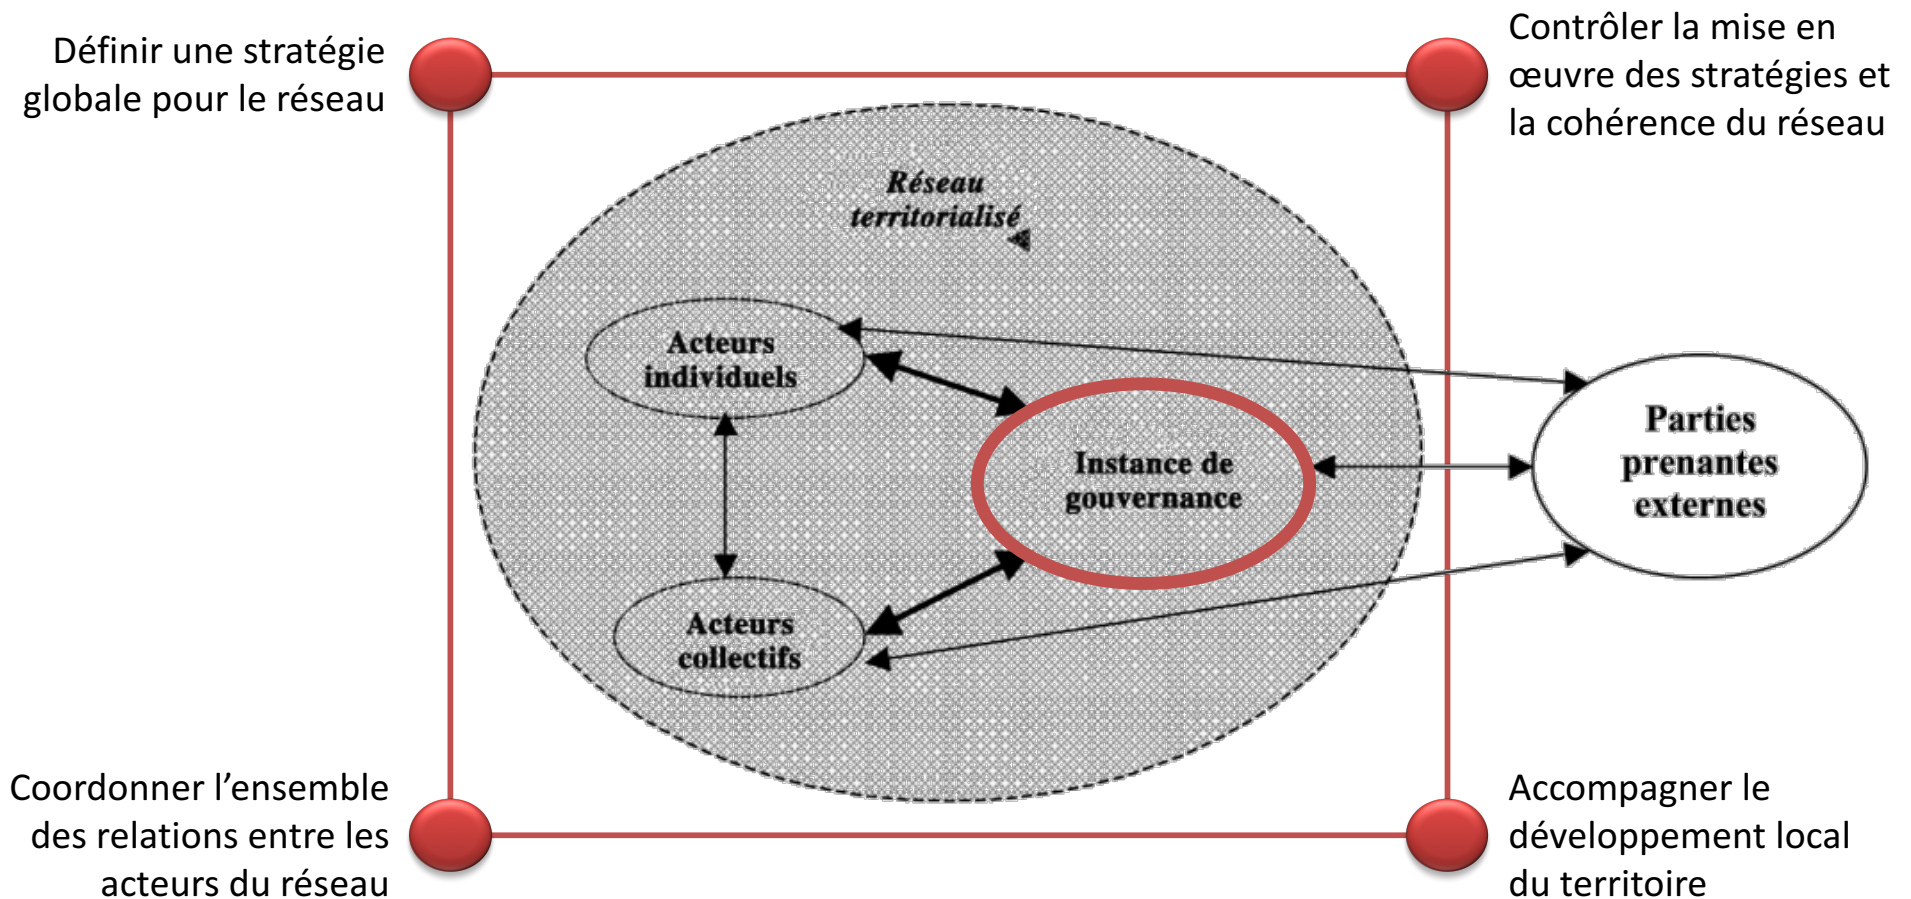 Définir une stratégie
globale pour le réseau
Contrôler la mise en
œuvre des stratégies et
la cohérence du réseau
Réseau
territorialisé
Acteurs
individuels
Instance de
gouvernance
Parties
prenantes
externes
Acteurs
collectifs
Coordonner l’ensemble
des relations entre les
acteurs du réseau
Accompagner le
développement local
du territoire